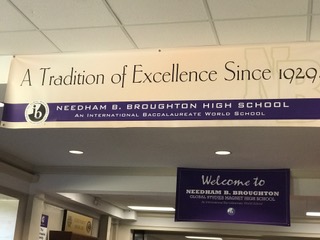 A Tradition of Excellence Since 1929
NEEDHAM B. BROUGHTON HIGH SCHOOL
AN INTERNATIONAL BACCALAUREATE WORLD SCHOOL
Welcome to
NEEDHAM B. BROUGHTON
GLOBAL STUDIES MAGNET HIGH SCHOOL